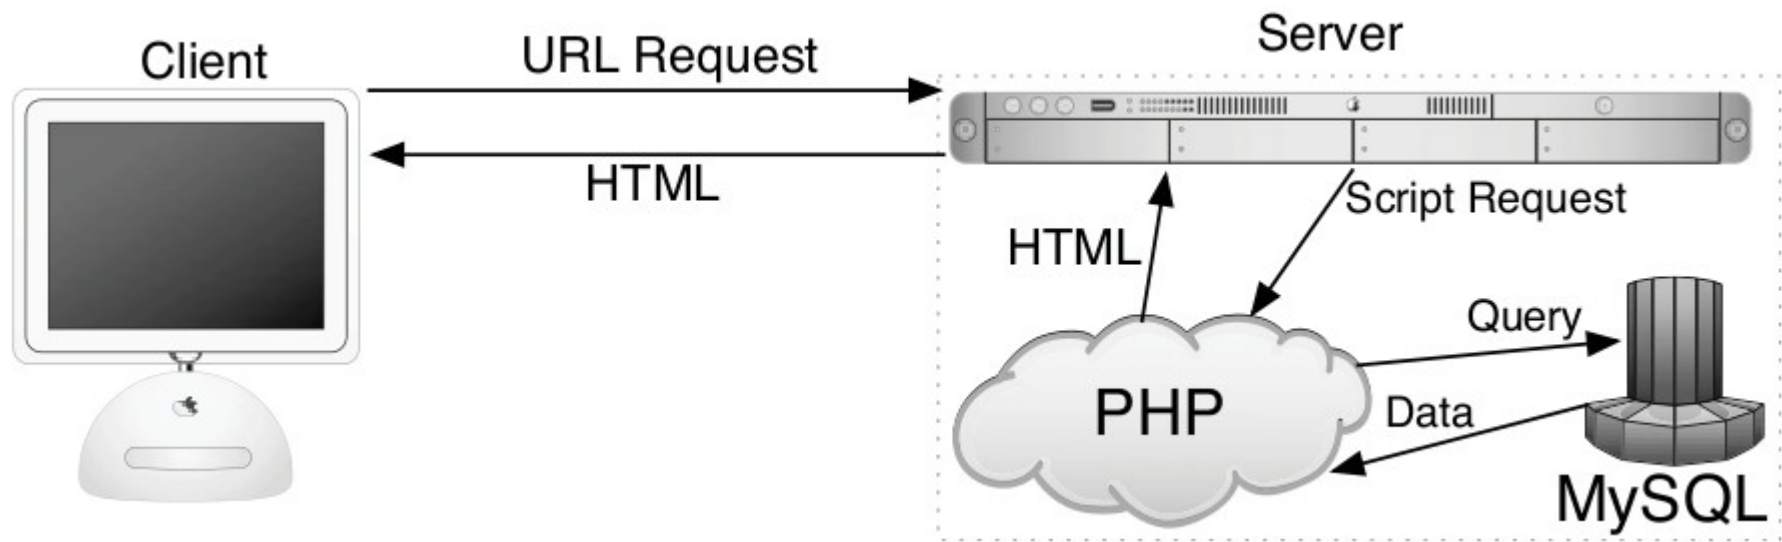 Client
URL Request
Server
HTML
Script Request
HTML
Query
PHP
Data
MySQL